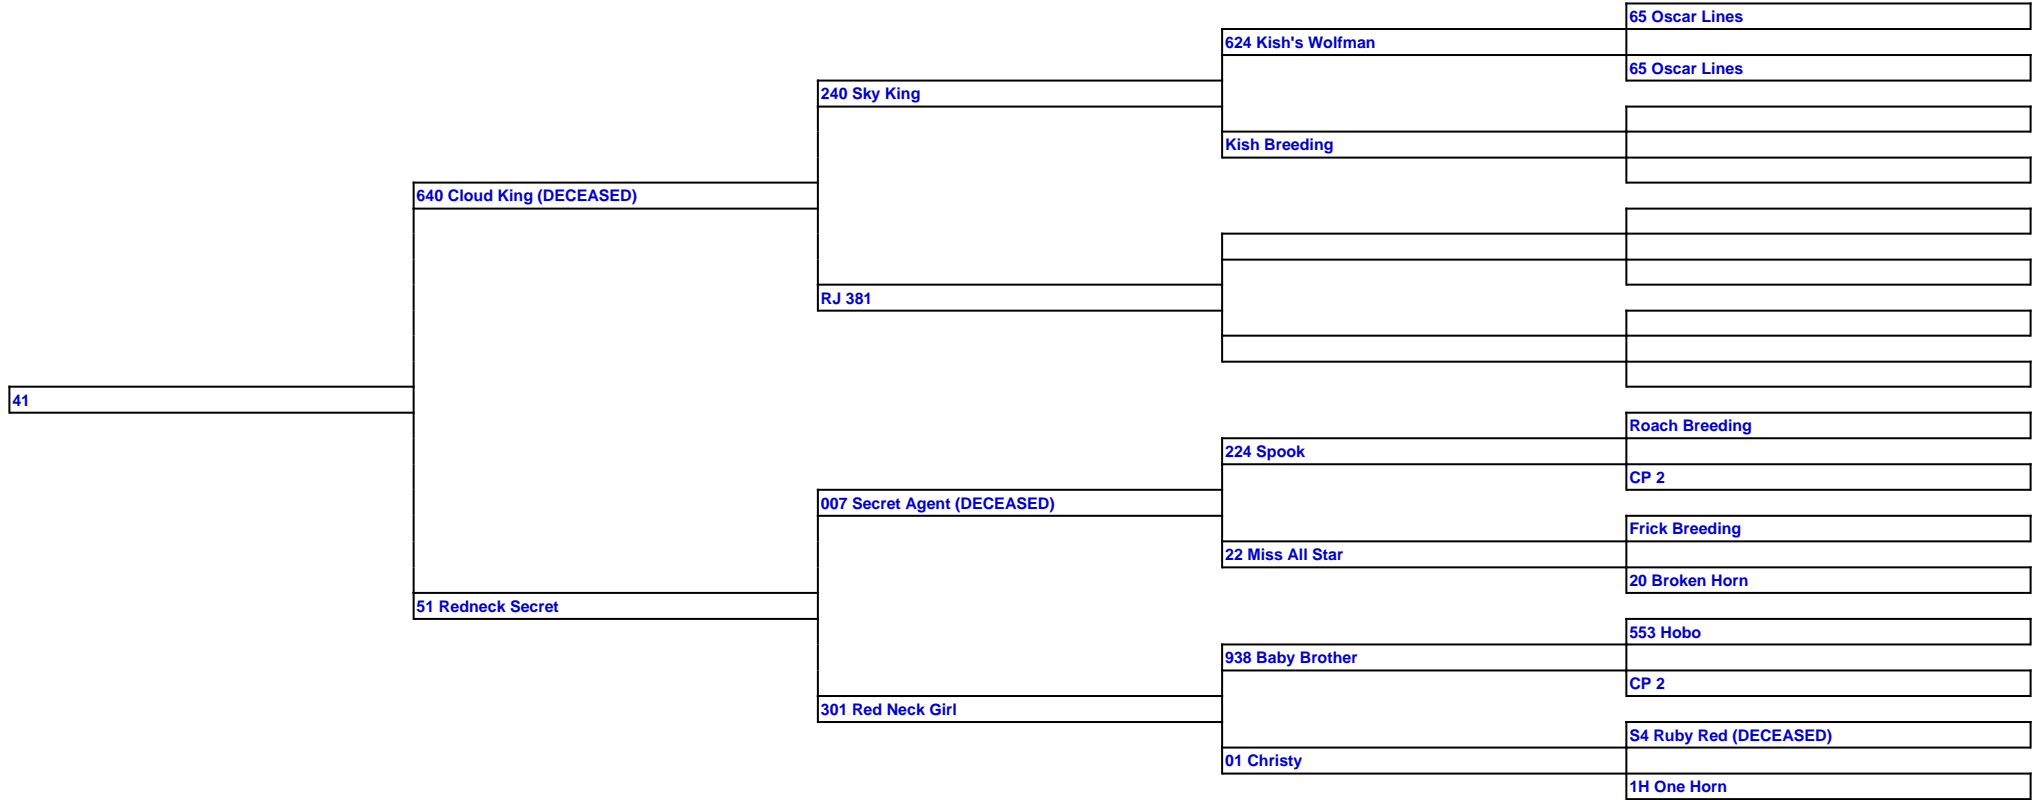 65 Oscar Lines
624 Kish's Wolfman
65 Oscar Lines
240 Sky King
Kish Breeding
640 Cloud King (DECEASED)
RJ 381
41
Roach Breeding
224 Spook
CP 2
007 Secret Agent (DECEASED)
Frick Breeding
22 Miss All Star
20 Broken Horn
51 Redneck Secret
553 Hobo
938 Baby Brother
CP 2
301 Red Neck Girl
S4 Ruby Red (DECEASED)
01 Christy
1H One Horn